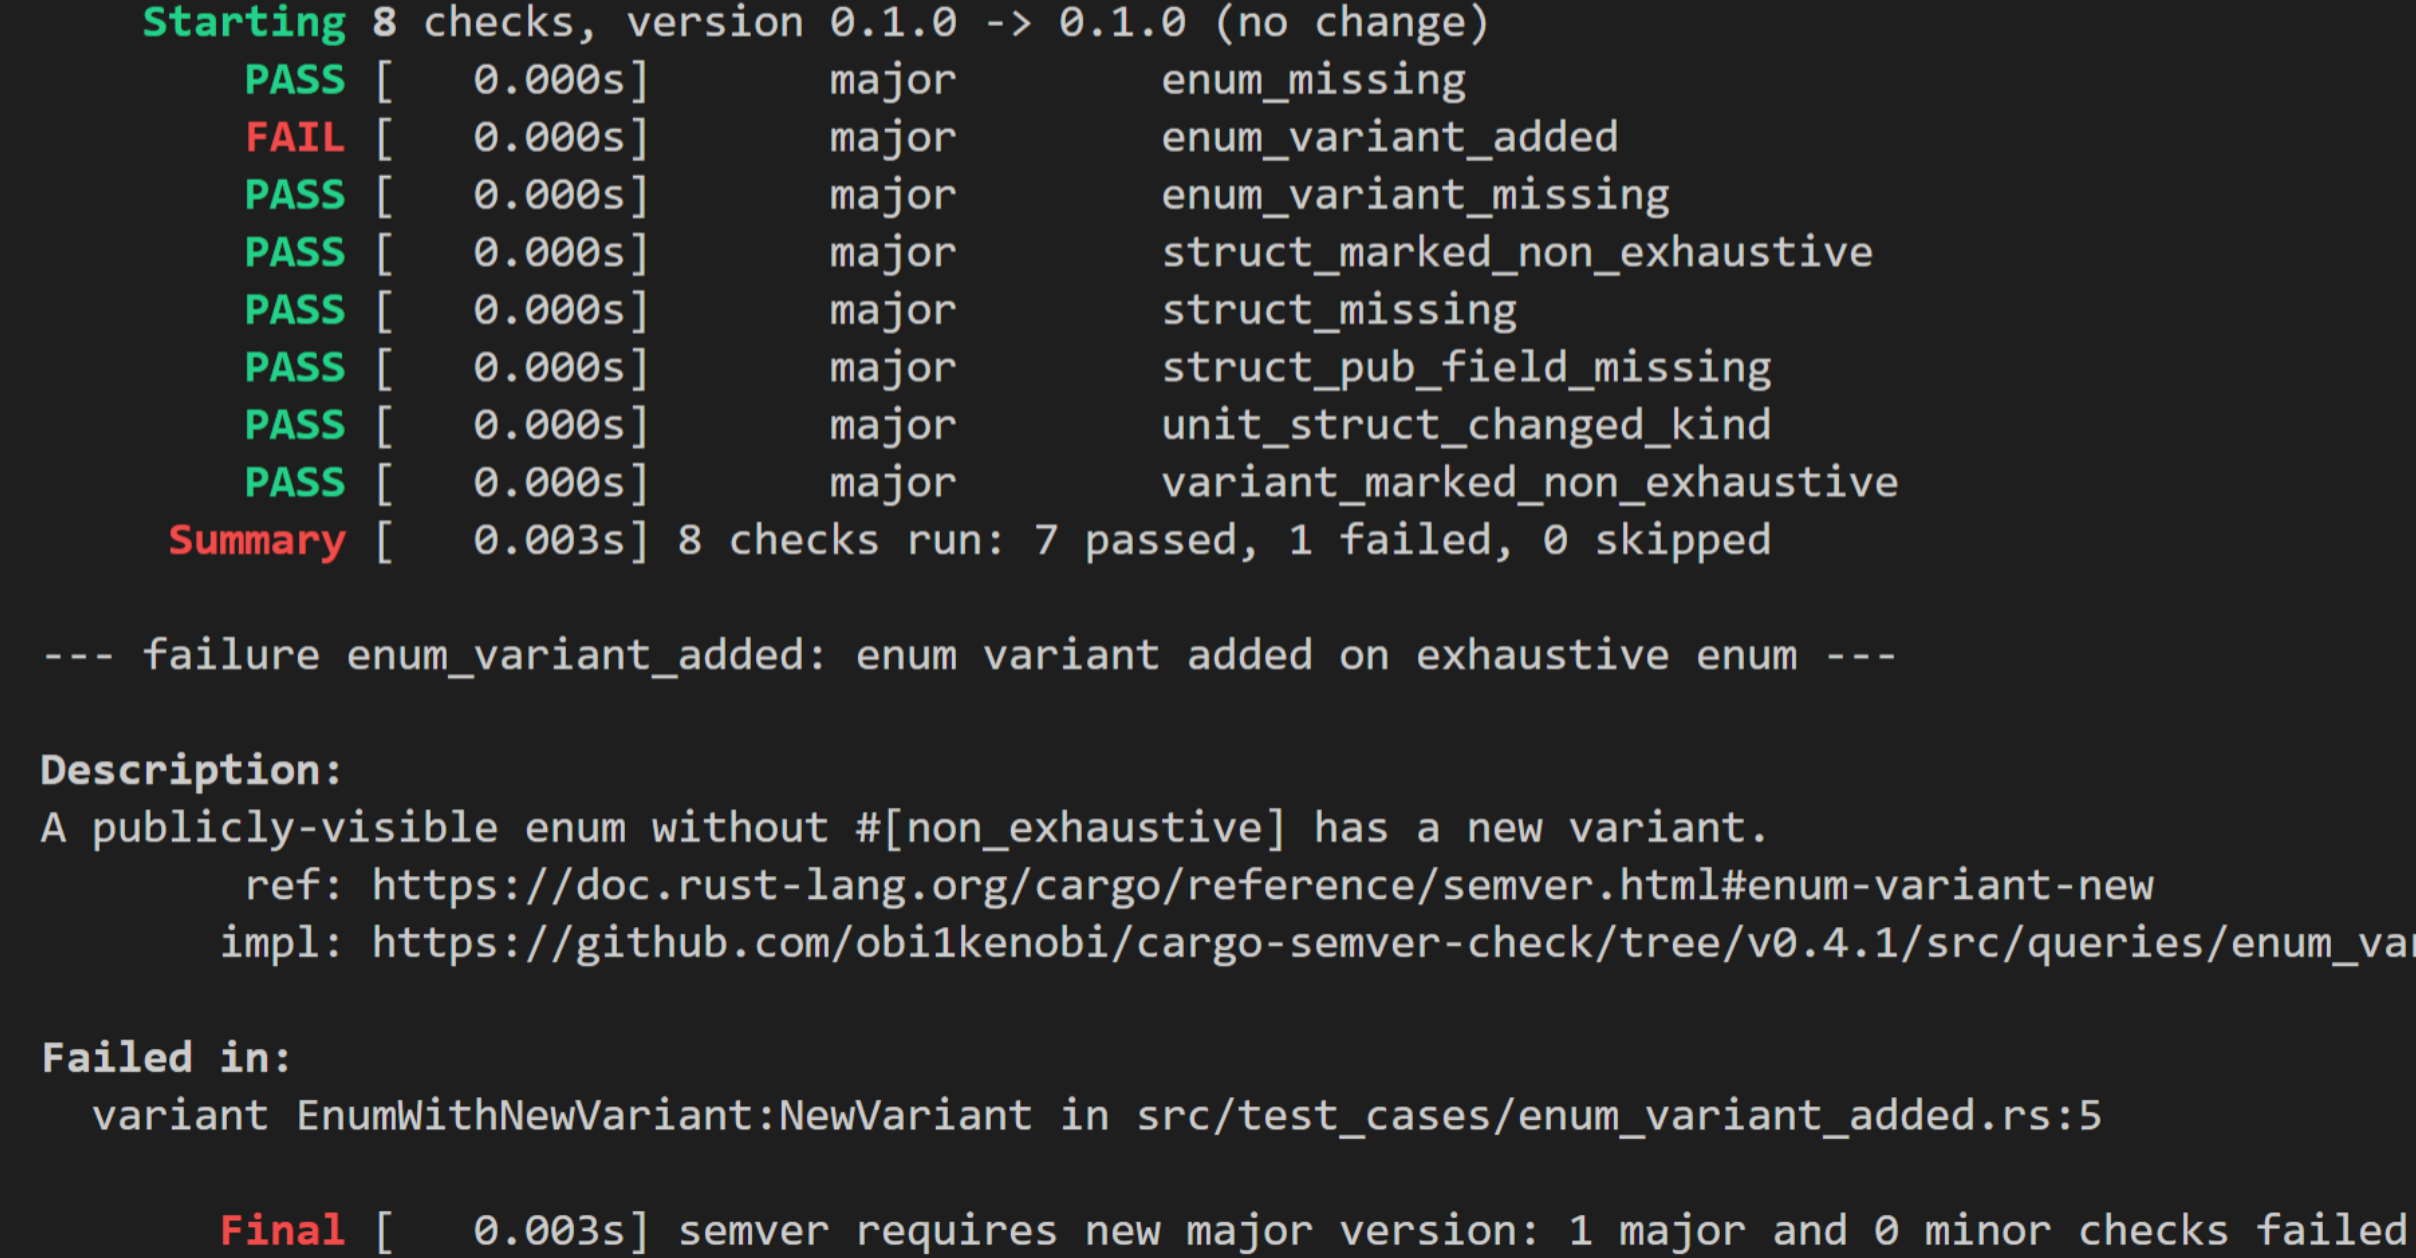 Starting 8 checks, version 0.1.0 -> 0.1.0 (no change)
PASS [   0.000s]       major        enum_missing
FAIL [   0.000s]       major        enum_variant_added
PASS [   0.000s]       major        enum_variant_missing
PASS [   0.000s]       major        struct_marked_non_exhaustive
PASS [   0.000s]       major        struct_missing
PASS [   0.000s]       major        struct_pub_field_missing
PASS [   0.000s]       major        unit_struct_changed_kind
PASS [   0.000s]       major        variant_marked_non_exhaustive
Summary [   0.003s] 8 checks run: 7 passed, 1 failed, 0 skipped
--- failure enum_variant_added: enum variant added on exhaustive enum ---
Description:
A publicly-visible enum without #[non_exhaustive] has a new variant.
ref: https://doc.rust-lang.org/cargo/reference/semver.html#enum-variant-new
impl: https://github.com/obi1kenobi/cargo-semver-check/tree/v0.4.1/src/queries/enum_var
Failed in:
variant EnumWithNewVariant:NewVariant in src/test_cases/enum_variant_added.rs:5
Final [   0.003s] semver requires new major version: 1 major and 0 minor checks failed